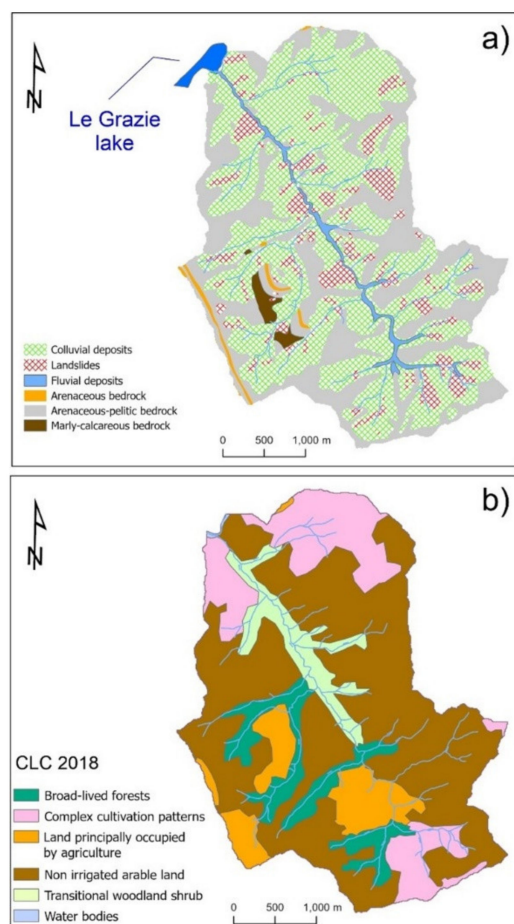 a)
N
Le Grazie
lake
Colluvial deposits
Landslides
Fluvial deposits
Arenaceous bedrock
Arenaceous-pelitic bedrock
Marly-calcareous bedrock
0 500 1,000 m
b)
N
CLC 2018
Broad-lived forests
Complex cultivation patterns
Land principally occupied
by agriculture
Non irrigated arable land
Transitional woodland shrub
Water bodies
0 500 1,000 m